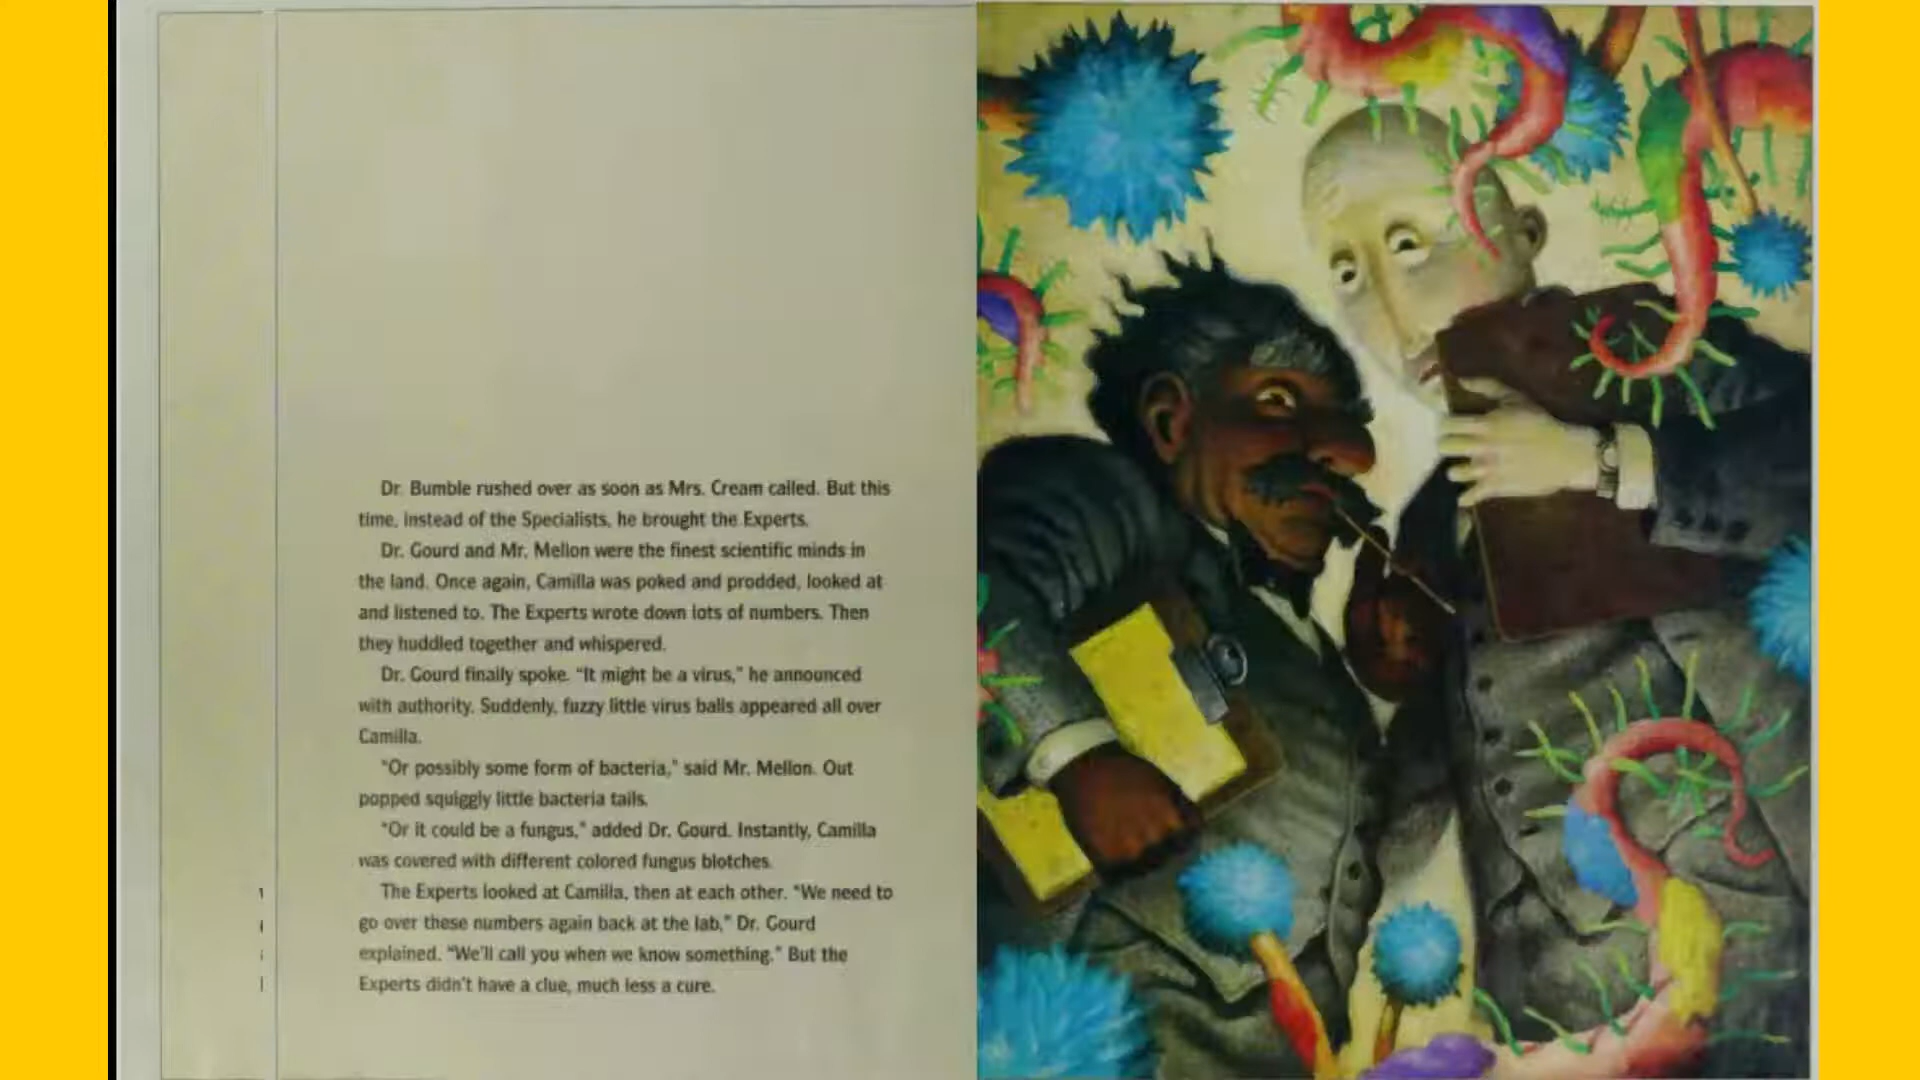 Dr. Bumble rushed over as soon as Mrs. Cream called. But this
time, instead of the Specialists, he brought the Experts.
Dr. Gourd and Mr. Mellon were the finest scientific minds in
the land. Once again, Camilla was poked and prodded, looked at
and listened to. The Experts wrote down lots of numbers. Then
they huddled together and whispered.
Dr. Gourd finally spoke. “It might be a virus,” he announced
with authority. Suddenly, fuzzy little virus balls appeared all over
Camilla.
“Or possibly some form of bacteria,” said Mr. Mellon. Out
popped squiggly little bacteria tails.
“Or it could be a fungus,” added Dr. Gourd. Instantly, Camilla
was covered with different colored fungus blotches.
The Experts looked at Camilla, then at each other. “We need to
go over these numbers again back at the lab,” Dr. Gourd
explained. “We'll call you when we know something.” But the
Experts didn't have a clue, much less a cure.